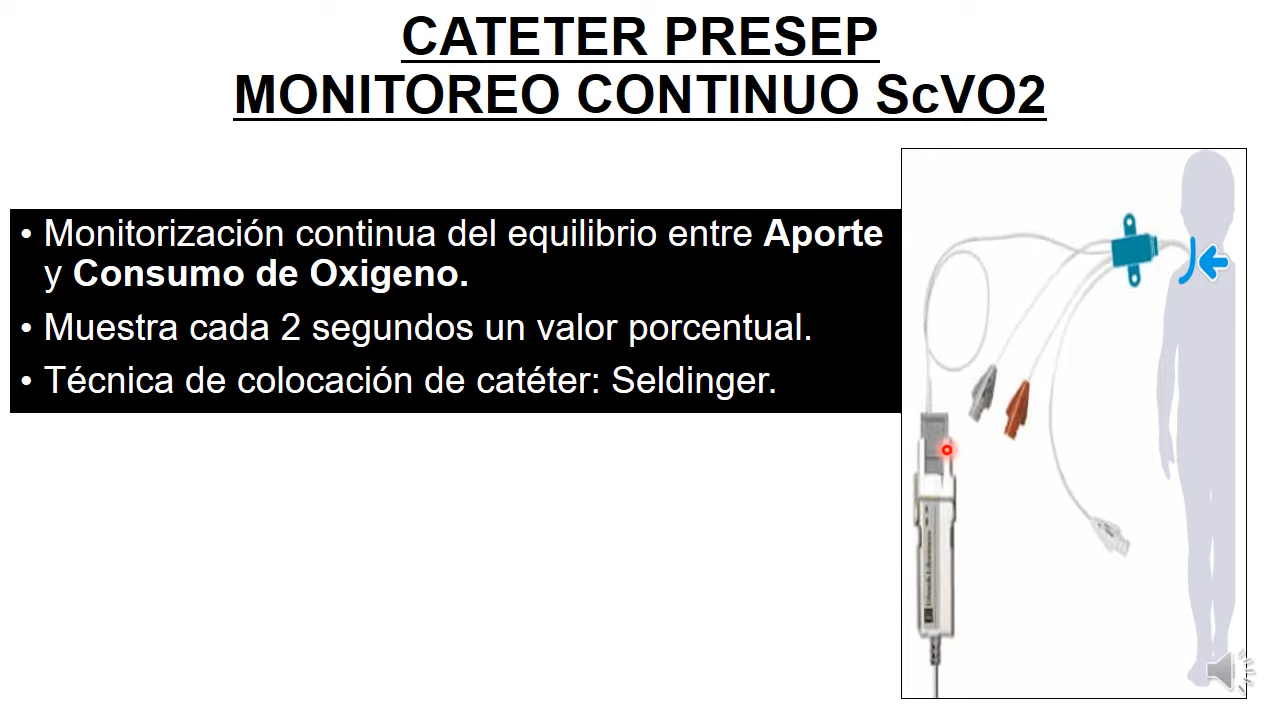 CATETER PRESEP
MONITOREO CONTINUO ScVO2
• Monitorización continua del equilibrio entre Aporte
y Consumo de Oxigeno.
• Muestra cada 2 segundos un valor porcentual.
• Técnica de colocación de catéter: Seldinger.